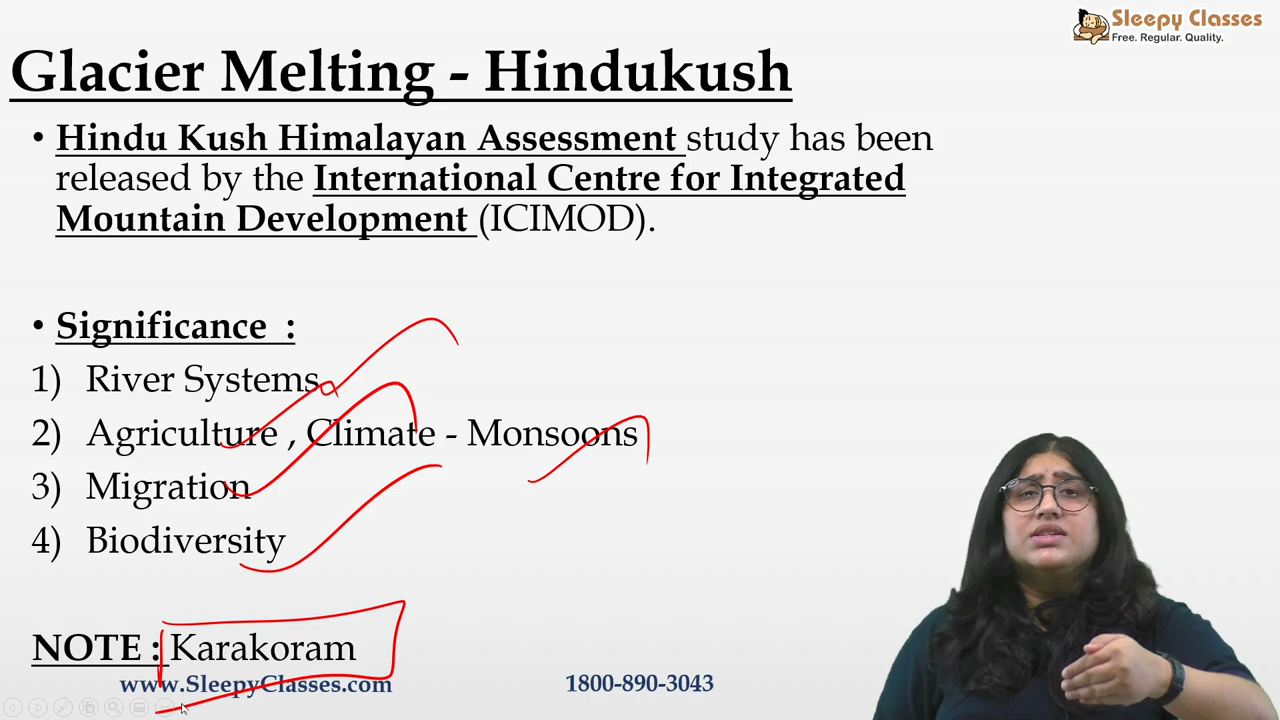 Sleepy Classes
Free. Regular. Quality.
Glacier Melting - Hindukush
• Hindu Kush Himalayan Assessment study has been
released by the International Centre for Integrated
Mountain Development (ICIMOD).
• Significance :
1) River Systems
2) Agriculture , Climate - Monsoons
3) Migration
4) Biodiversity
NOTE : Karakoram
www.SleepyClasses.com 1800-890-3043